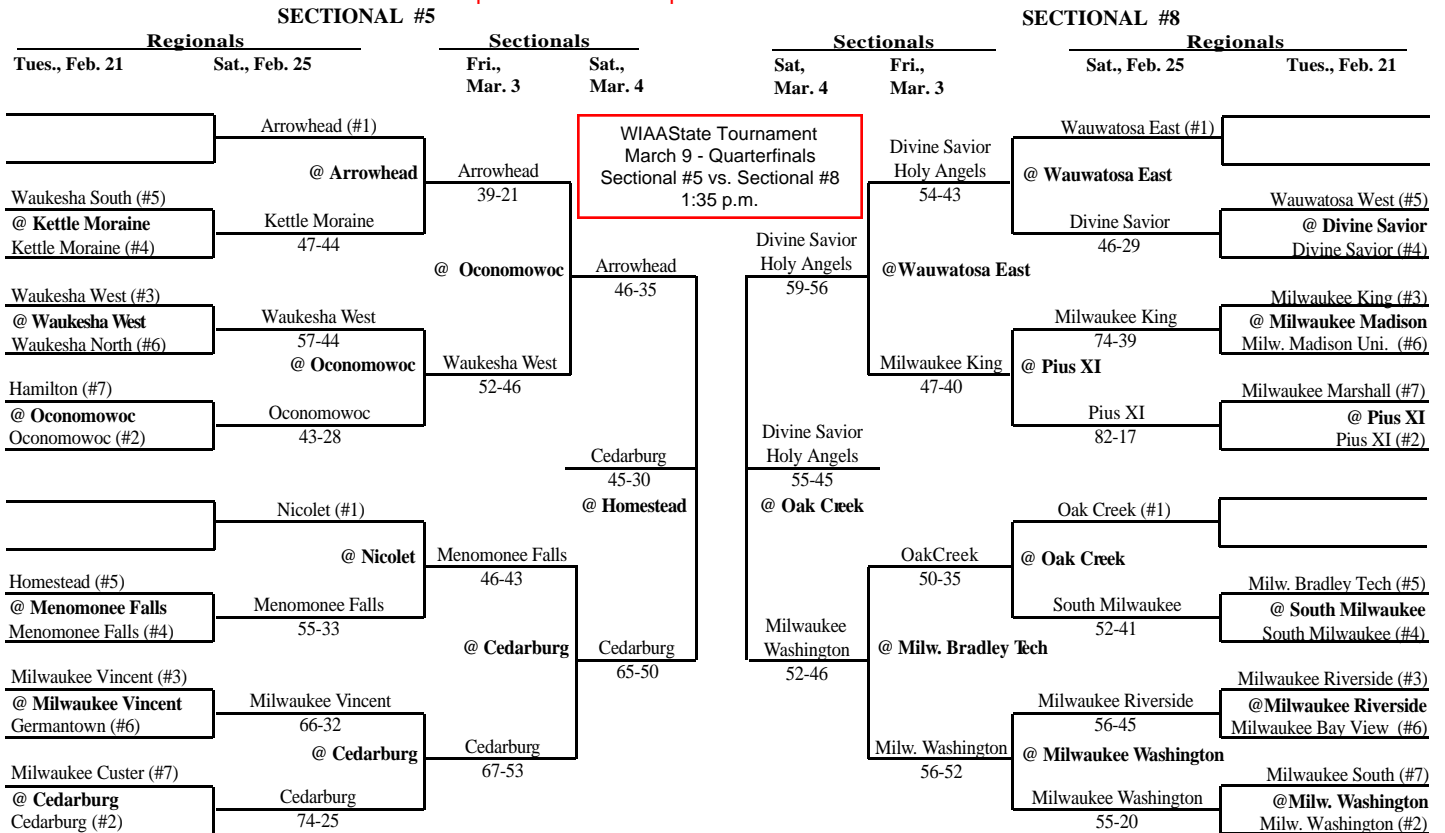 SECTIONAL #5
Regionals
Sectionals
Tues., Feb. 21
Sat., Feb. 25
Fri.,
Mar. 3
Sat.,
Mar. 4
Arrowhead (#1)
@ Arrowhead
Waukesha South (#5)
@ Kettle Moraine
Kettle Moraine (#4)
Kettle Moraine
47-44
Arrowhead
39-21
@ Oconomowoc
Waukesha West (#3)
@ Waukesha West
Waukesha North (#6)
Waukesha West
57-44
@ Oconomowoc
Hamilton (#7)
@ Oconomowoc
Oconomowoc (#2)
Oconomowoc
43-28
Waukesha West
52-46
Arrowhead
46-35
Cedarburg
45-30
@ Homestead
Nicolet (#1)
@ Nicolet
Homestead (#5)
@ Menomonee Falls
Menomonee Falls (#4)
Menomonee Falls
55-33
Menomonee Falls
46-43
@ Cedarburg
Milwaukee Vincent (#3)
@ Milwaukee Vincent
Germantown (#6)
Milwaukee Vincent
66-32
@ Cedarburg
Milwaukee Custer (#7)
@ Cedarburg
Cedarburg (#2)
Cedarburg
74-25
Cedarburg
67-53
Cedarburg
65-50
WIAAState Tournament
March 9 - Quarterfinals
Sectional #5 vs. Sectional #8
1:35 p.m.
SECTIONAL #8
Sectionals
Regionals
Sat,
Mar. 4
Fri.,
Mar. 3
Sat., Feb. 25
Tues., Feb. 21
Wauwatosa East (#1)
@ Wauwatosa East
Wauwatosa West (#5)
@ Divine Savior
Divine Savior (#4)
Divine Savior
46-29
Divine Savior
Holy Angels
54-43
@Wauwatosa East
Milwaukee King (#3)
@ Milwaukee Madison
Milw. Madison Uni. (#6)
Milwaukee King
74-39
@ Pius XI
Milwaukee Marshall (#7)
@ Pius XI
Pius XI (#2)
Pius XI
82-17
Milwaukee King
47-40
Divine Savior
Holy Angels
59-56
Divine Savior
Holy Angels
55-45
@ Oak Creek
Oak Creek (#1)
@ Oak Creek
Milw. Bradley Tech (#5)
@ South Milwaukee
South Milwaukee (#4)
South Milwaukee
52-41
OakCreek
50-35
@ Milw. Bradley Tech
Milwaukee Riverside (#3)
@Milwaukee Riverside
Milwaukee Bay View (#6)
Milwaukee Riverside
56-45
@ Milwaukee Washington
Milwaukee South (#7)
@Milw. Washington
Milw. Washington (#2)
Milwaukee Washington
55-20
Milw. Washington
56-52
Milwaukee
Washington
52-46